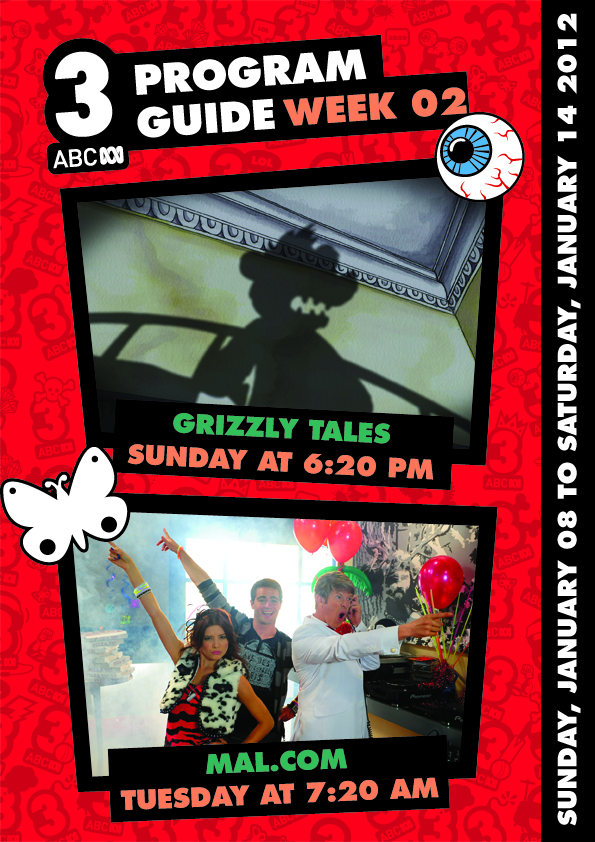 3
PROGRAM
GUIDE WEEK 02
ABC
GRIZZLY TALES
SUNDAY AT 6:20 PM
MAL.COM
TUESDAY AT 7:20 AM
SUNDAY, JANUARY 08 TO SATURDAY, JANUARY 14 2012